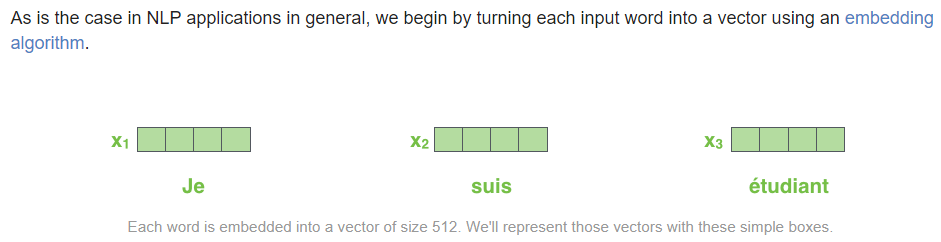 As is the case in NLP applications in general, we begin by turning each input word into a vector using an embedding
algorithm.
x1 x2 x3
Je suis étudiant
Each word is embedded into a vector of size 512. We'll represent those vectors with these simple boxes.